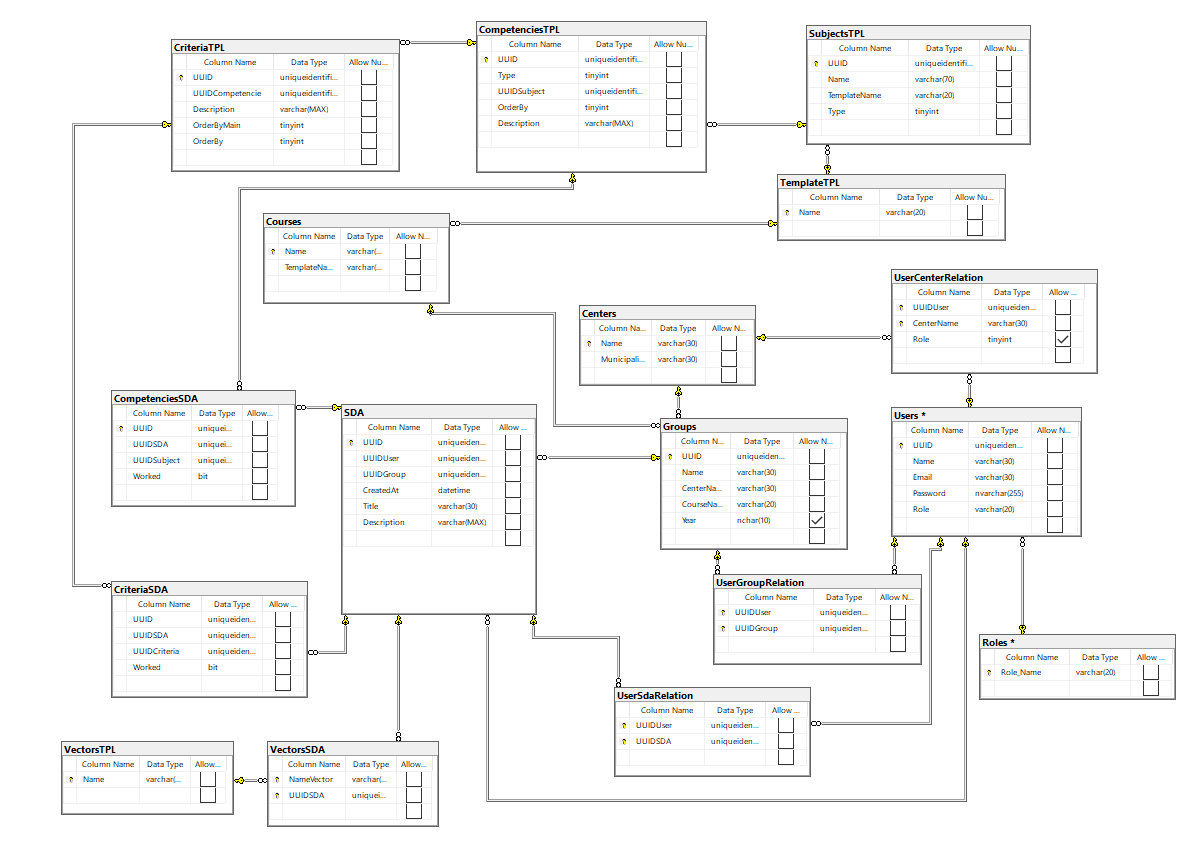 CriteriaTPL
Column Name Data Type Allow Nu...
UUID uniqueidentifi...
UUIDCompetencie uniqueidentifi...
Description varchar(MAX)
OrderByMain tinyint
OrderBy tinyint
CompetenciesTPL
Column Name Data Type Allow Nu...
UUID uniqueidentifi...
Type tinyint
UUIDSubject uniqueidentifi...
OrderBy tinyint
Description varchar(MAX)
SubjectsTPL
Column Name Data Type Allow Nu...
UUID uniqueidentifi...
Name varchar(70)
TemplateName varchar(20)
Type tinyint
TemplateTPL
Column Name Data Type Allow Nu...
Name varchar(20)
Courses
Column Name Data Type Allow N...
Name varchar(...
TemplateNa... varchar(...
UserCenterRelation
Column Name Data Type Allow ...
UUIDUser uniqueiden...
CenterName varchar(30)
Role tinyint
Centers
Column Na... Data Type Allow N...
Name varchar(30)
Municipali... varchar(30)
CompetenciesSDA
Column Name Data Type Allow...
UUID uniquei...
UUIDSDA uniquei...
UUIDSubject uniquei...
Worked bit
SDA
Column Name Data Type Allow ...
UUID uniqueiden...
UUIDUser uniqueiden...
UUIDGroup uniqueiden...
CreatedAt datetime
Title varchar(30)
Description varchar(MAX)
Groups
Column N... Data Type Allow N...
UUID uniqueiden...
Name varchar(30)
CenterNa... varchar(30)
CourseNa... varchar(20)
Year nchar(10)
Users *
Column Name Data Type Allow N...
UUID uniqueiden...
Name varchar(30)
Email varchar(30)
Password nvarchar(255)
Role varchar(20)
CriteriaSDA
Column Name Data Type Allow ...
UUID uniqueiden...
UUIDSDA uniqueiden...
UUIDCriteria uniqueiden...
Worked bit
UserGroupRelation
Column Name Data Type Allow N...
UUIDUser uniqueiden...
UUIDGroup uniqueiden...
Roles *
Column Name Data Type Allow ...
Role_Name varchar(20)
UserSdaRelation
Column Name Data Type Allow ...
UUIDUser uniqueiden...
UUIDSDA uniqueiden...
VectorsTPL
Column Name Data Type Allow...
Name varchar(...
VectorsSDA
Column Name Data Type Allow...
NameVector varchar(...
UUIDSDA uniquei...